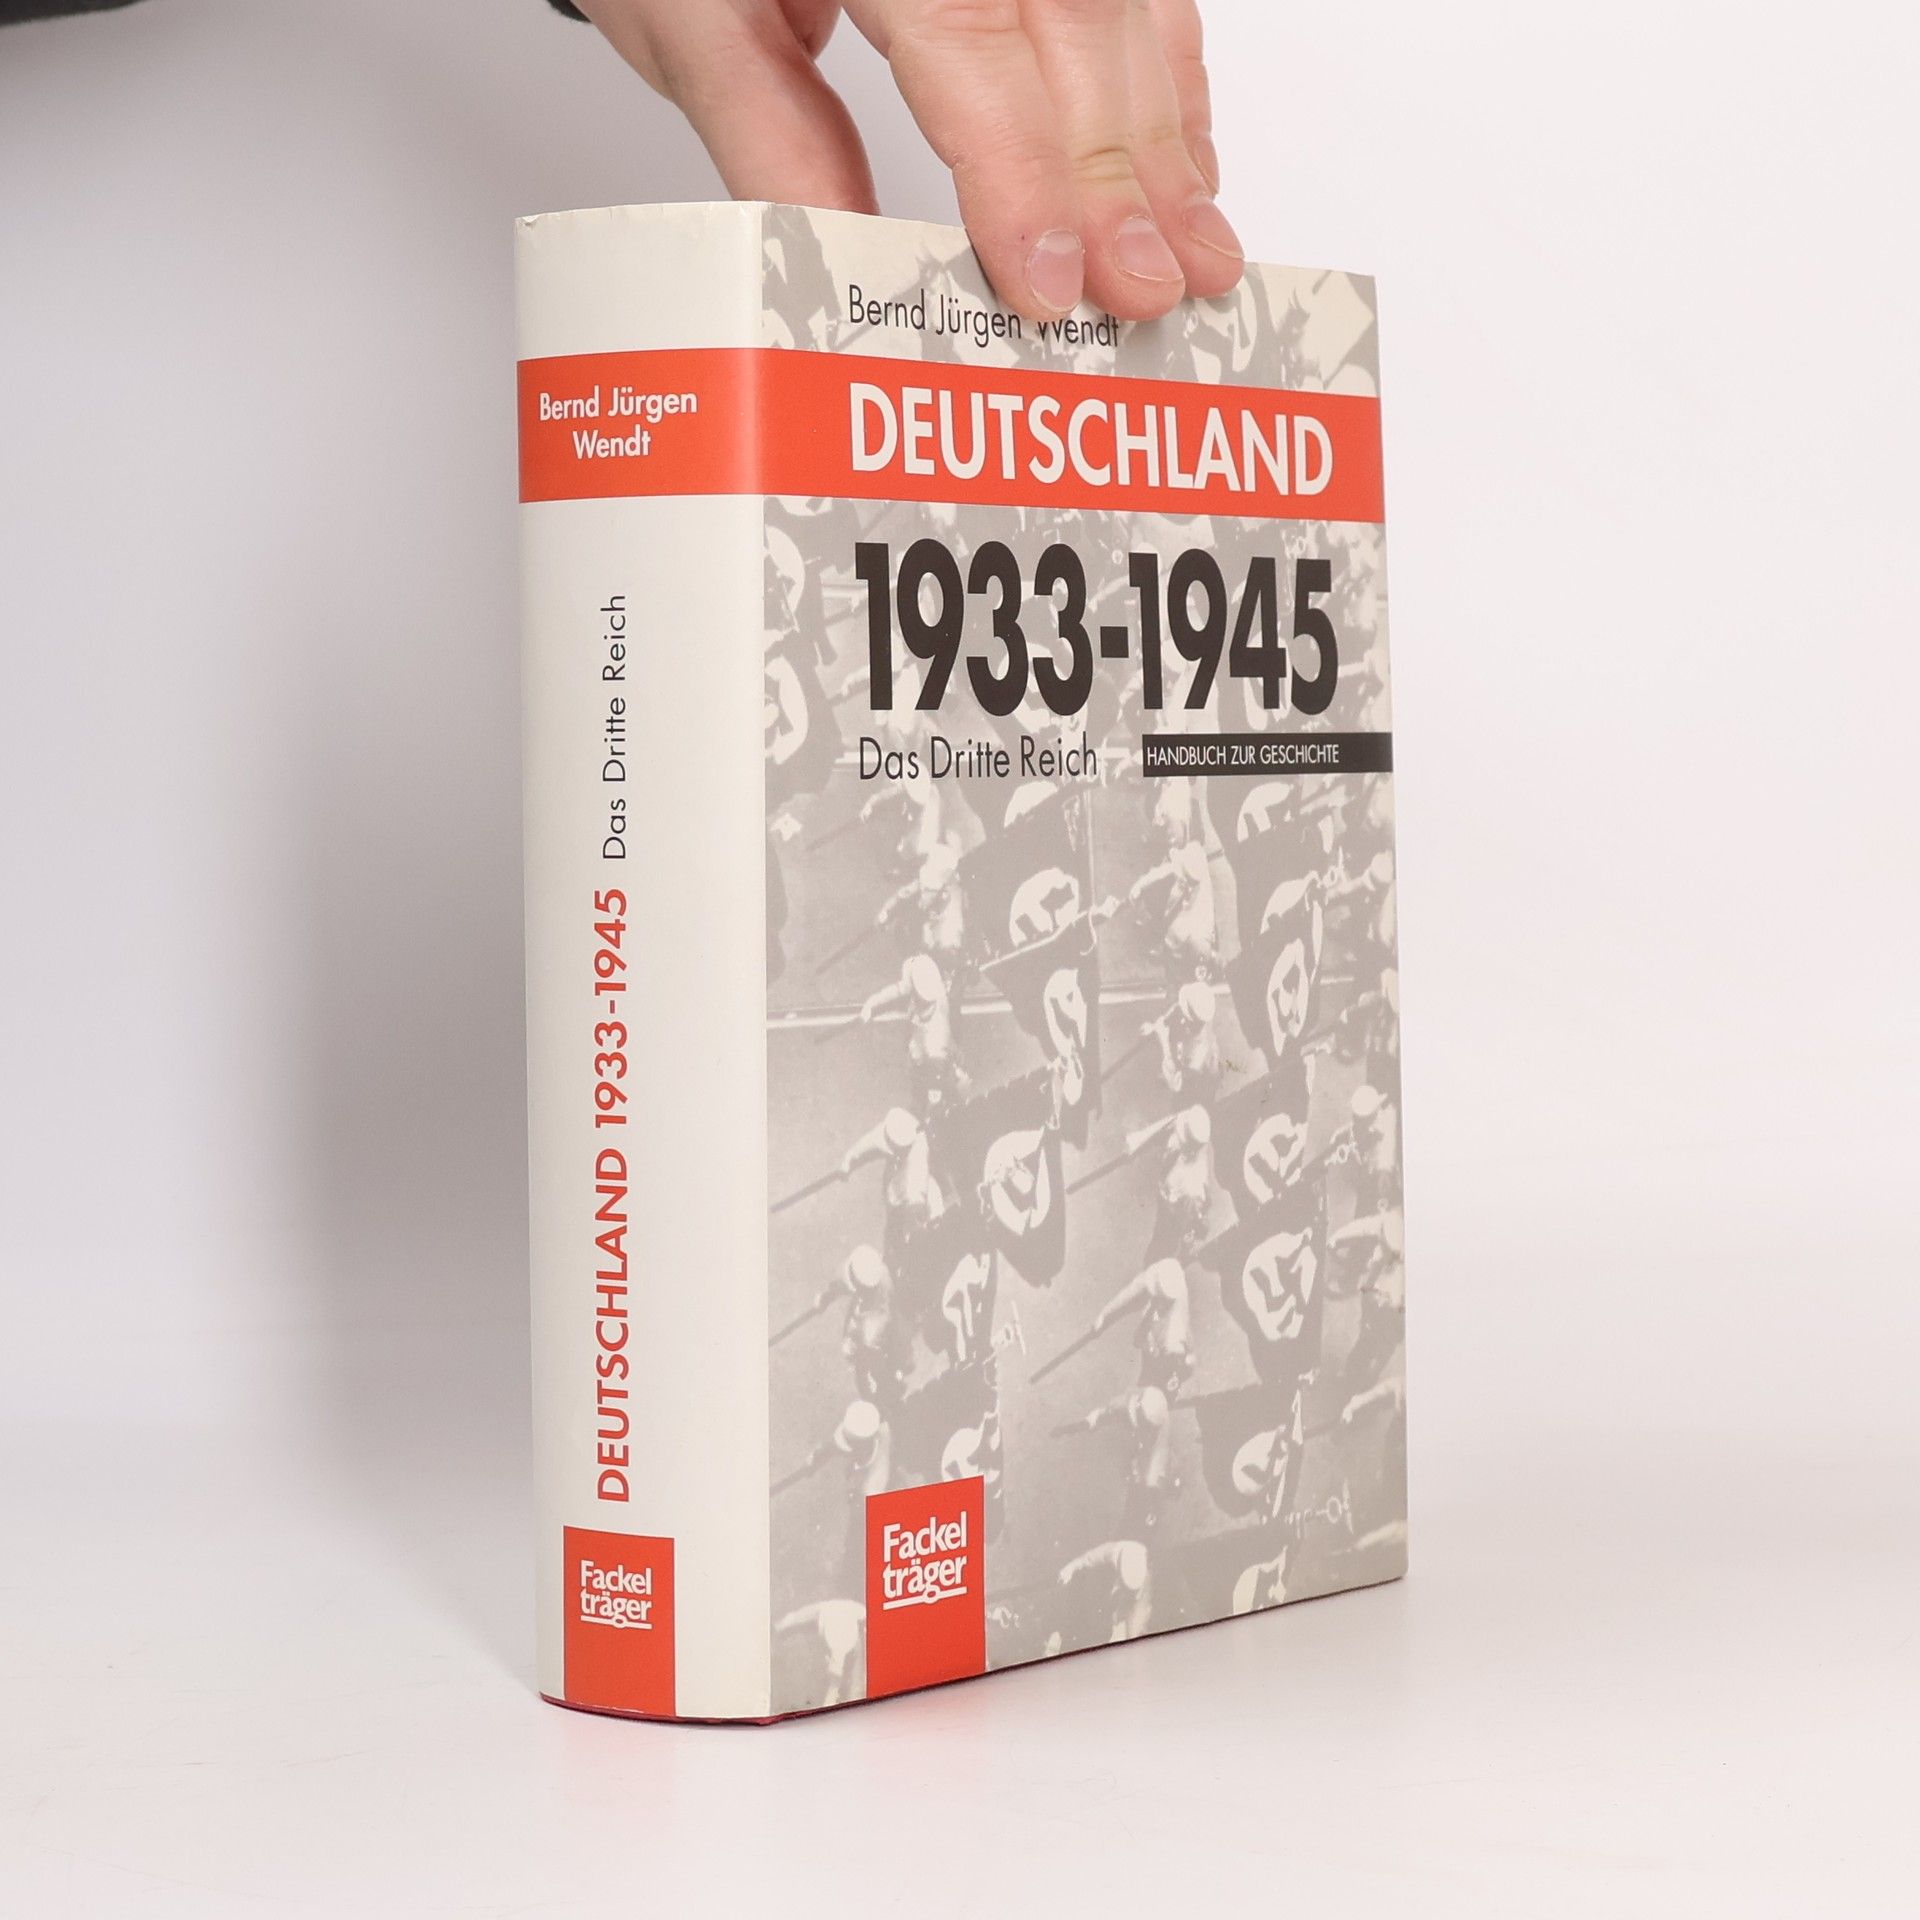 Bernd Jürgen
Wendt
DEUTSCHLAND 1933-1945 Das Dritte Reich
Fackel
träger
Bernd Jürgen Wendt
DEUTSCHLAND
1933-1945
Das Dritte Reich
HANDBUCH ZUR GESCHICHTE
Fackel
träger